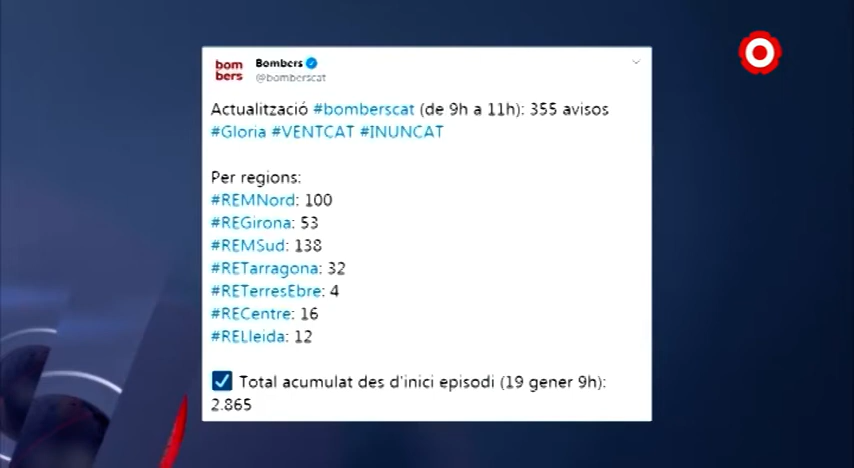 bom
bers
Bombers
@bomberscat
Actualització #bomberscat (de 9h a 11h): 355 avisos
#Gloria #VENTCAT #INUNCAT
Per regions:
#REMNord: 100
#REGirona: 53
#REMSud: 138
#RETarragona: 32
#RETerresEbre: 4
#RECentre: 16
#RELleida: 12
Total acumulat des d'inici episodi (19 gener 9h):
2.865